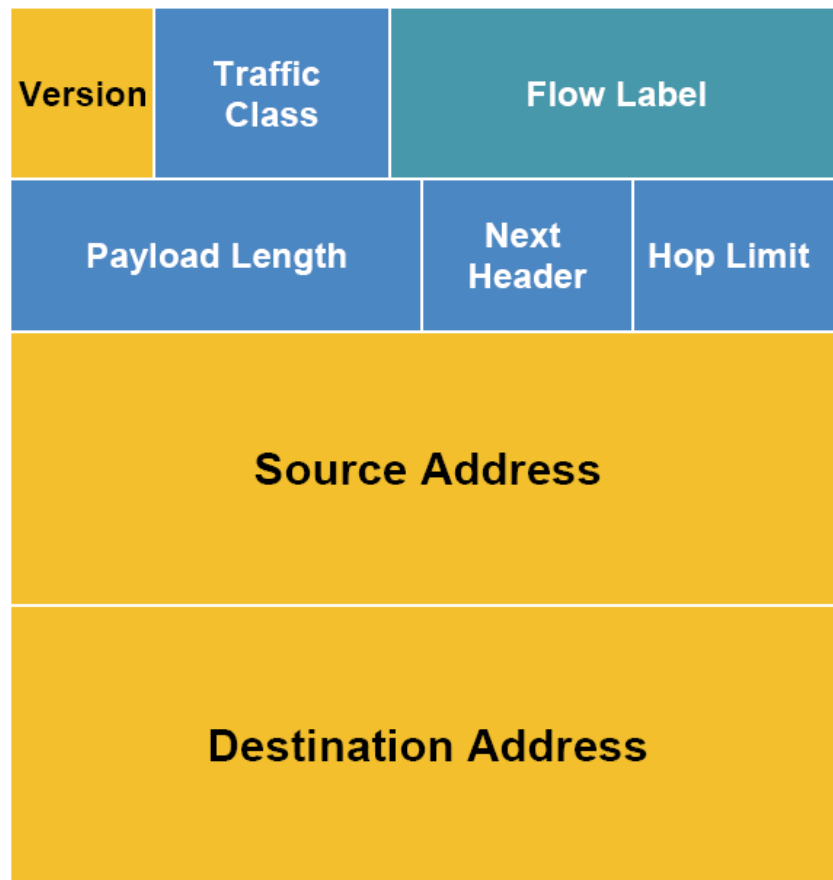 Version
Traffic
Class
Flow Label
Payload Length
Next
Header
Hop Limit
Source Address
Destination Address